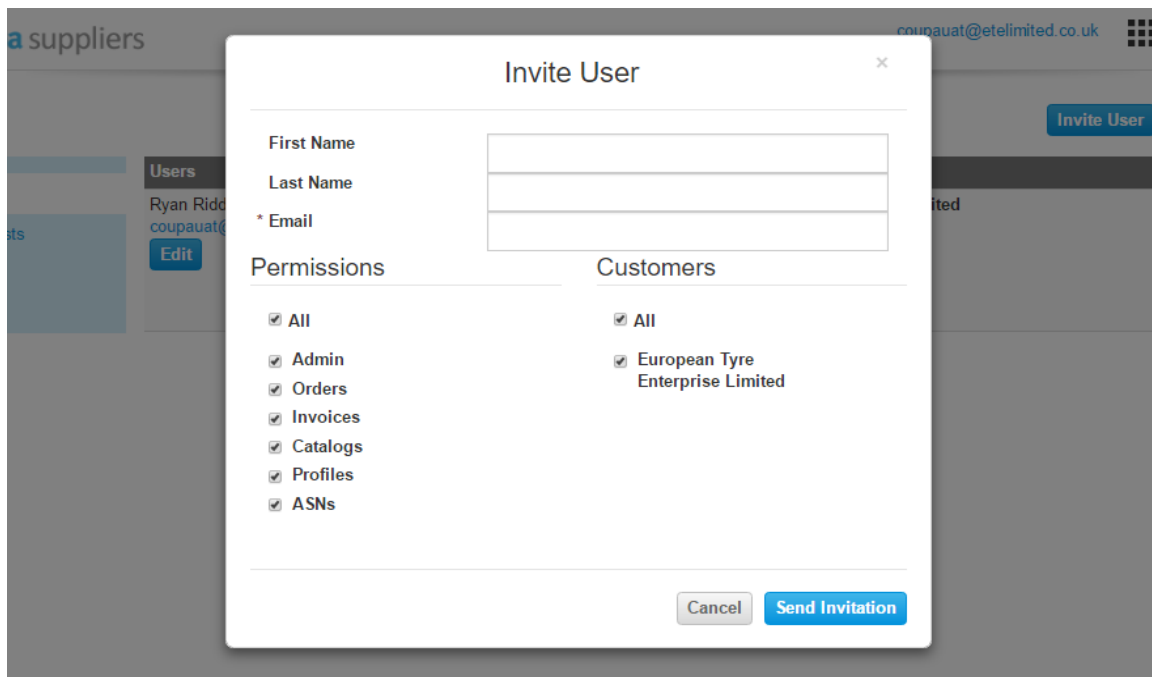 a suppliers
coupauat@etelimited.co.uk
Invite User
×
Invite User
First Name
Last Name
* Email
Users
Ryan Ridd
coupauat@
Edit
sts
ited
Permissions
Customers
All
All
Admin
European Tyre
Enterprise Limited
Orders
Invoices
Catalogs
Profiles
ASNs
Cancel
Send Invitation